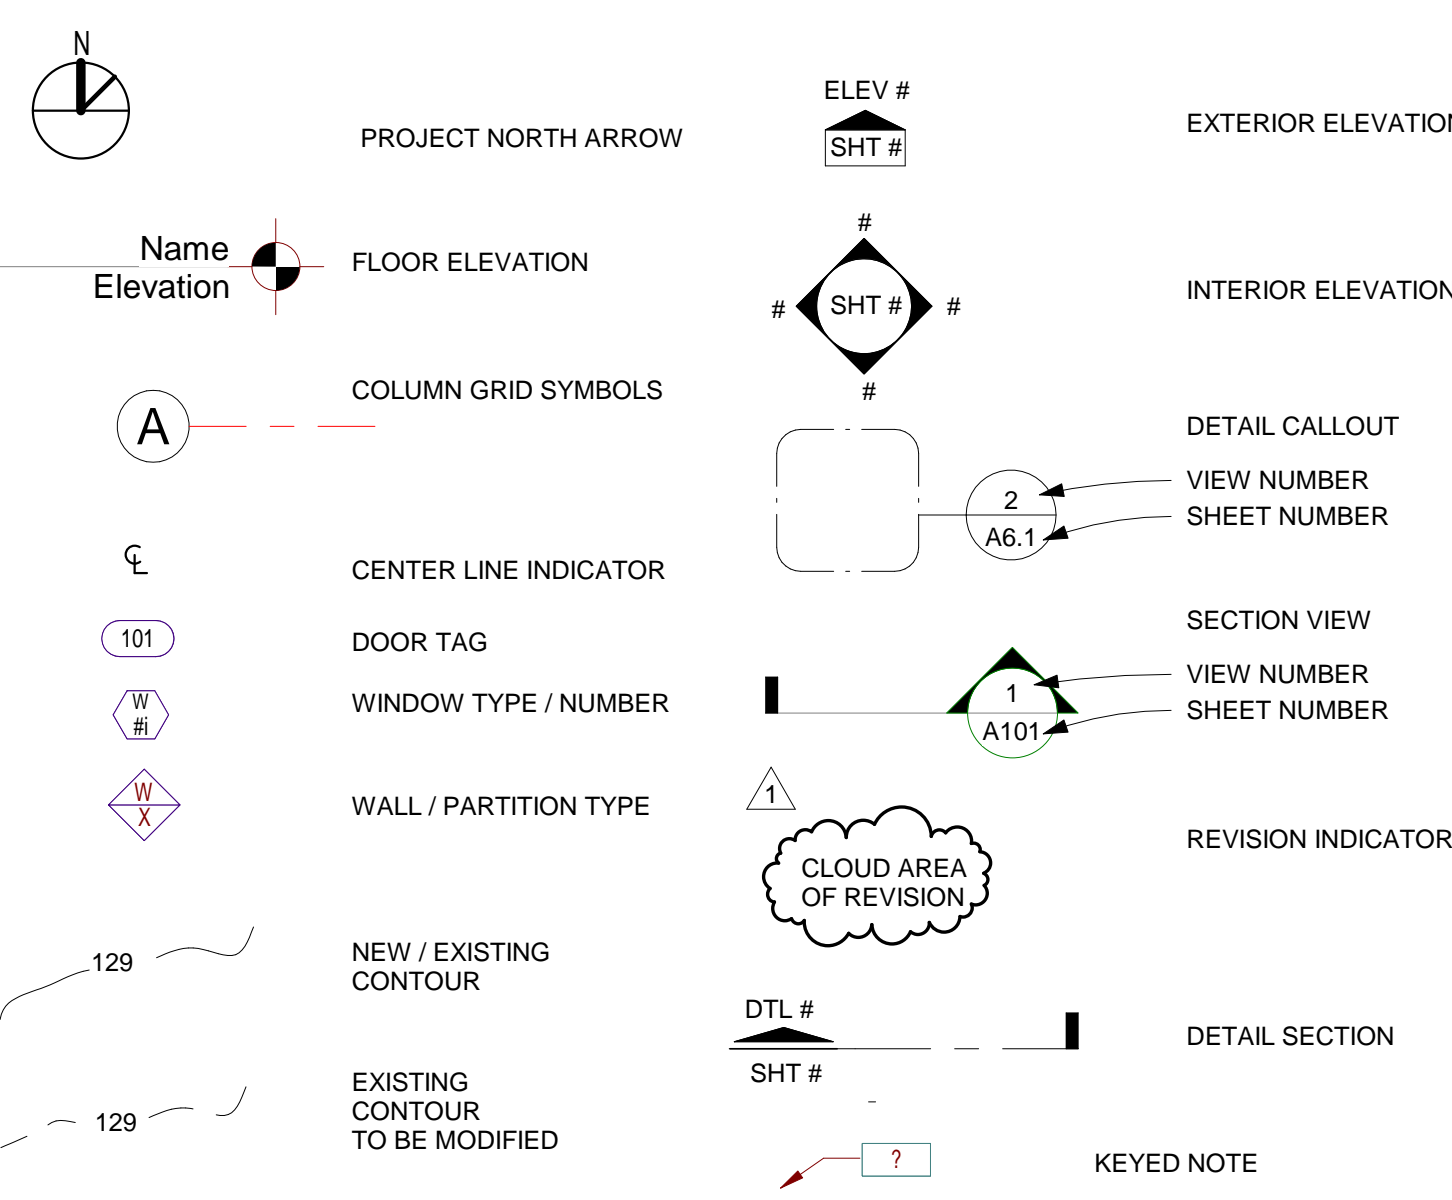 N
PROJECT NORTH ARROW
Name
Elevation
FLOOR ELEVATION
A
COLUMN GRID SYMBOLS
℄
CENTER LINE INDICATOR
101
DOOR TAG
W
#i
WINDOW TYPE / NUMBER
W
X
WALL / PARTITION TYPE
129
NEW / EXISTING
CONTOUR
129
EXISTING
CONTOUR
TO BE MODIFIED
ELEV #
SHT #
EXTERIOR ELEVATION
#
# SHT # #
#
INTERIOR ELEVATION
DETAIL CALLOUT
2
A6.1
VIEW NUMBER
SHEET NUMBER
SECTION VIEW
1
A101
VIEW NUMBER
SHEET NUMBER
1
CLOUD AREA
OF REVISION
REVISION INDICATOR
DTL #
SHT #
DETAIL SECTION
?
KEYED NOTE